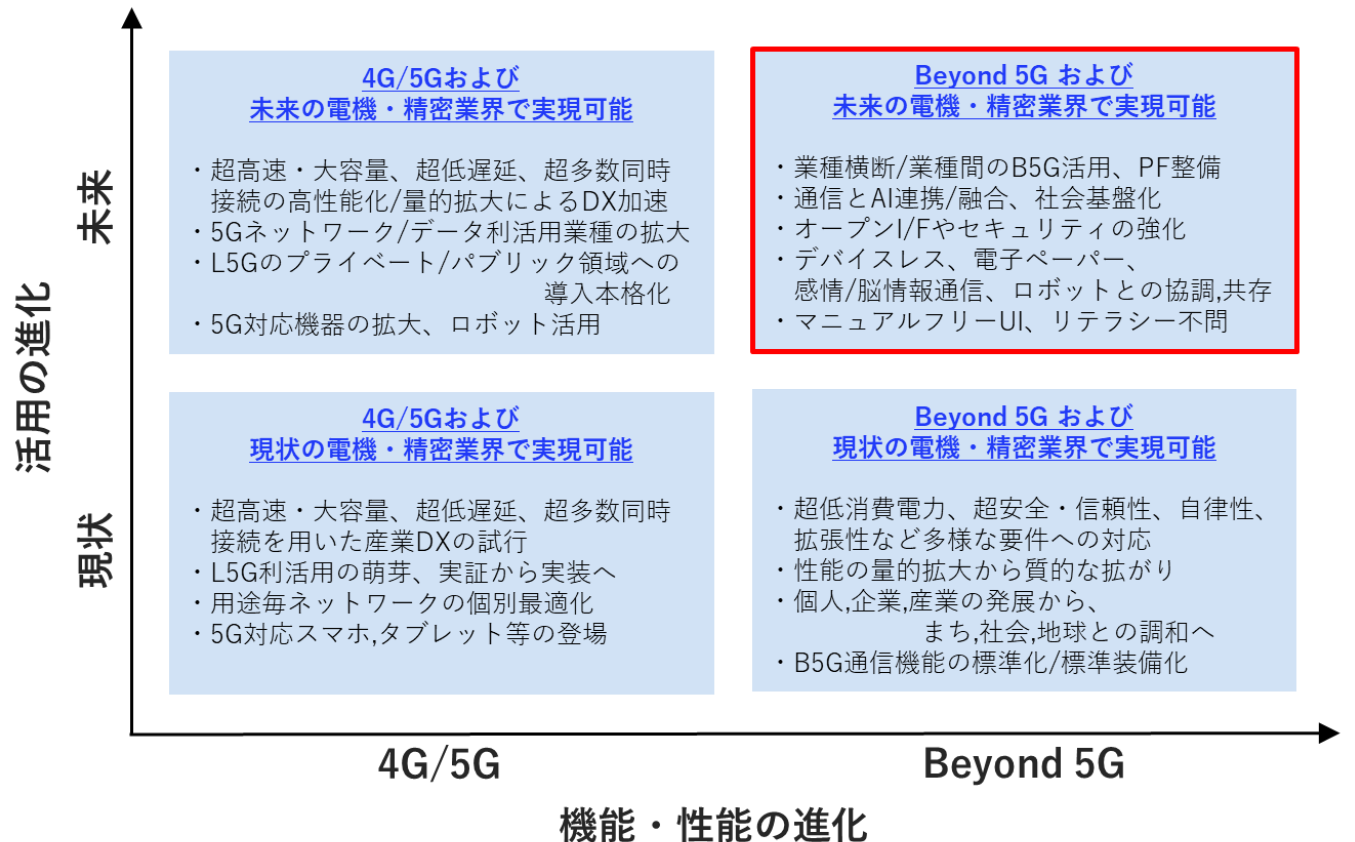 活用の進化
未来
現状
4G/5Gおよび
未来の電機・精密業界で実現可能
・超高速・大容量、超低遅延、超多数同時
接続の高性能化/量的拡大によるDX加速
・5Gネットワーク/データ利活用業種の拡大
・L5Gのプライベート/パブリック領域への
導入本格化
・5G対応機器の拡大、ロボット活用
Beyond 5G および
未来の電機・精密業界で実現可能
・業種横断/業種間のB5G活用、PF整備
・通信とAI連携/融合、社会基盤化
・オープンI/Fやセキュリティの強化
・デバイスレス、電子ペーパー、
感情/脳情報通信、ロボットとの協調,共存
・マニュアルフリーUI、リテラシー不問
4G/5Gおよび
現状の電機・精密業界で実現可能
・超高速・大容量、超低遅延、超多数同時
接続を用いた産業DXの試行
・L5G利活用の萌芽、実証から実装へ
・用途毎ネットワークの個別最適化
・5G対応スマホ,タブレット等の登場
Beyond 5G および
現状の電機・精密業界で実現可能
・超低消費電力、超安全・信頼性、自律性、
拡張性など多様な要件への対応
・性能の量的拡大から質的な拡がり
・個人,企業,産業の発展から、
まち,社会,地球との調和へ
・B5G通信機能の標準化/標準装備化
4G/5G
Beyond 5G
機能・性能の進化